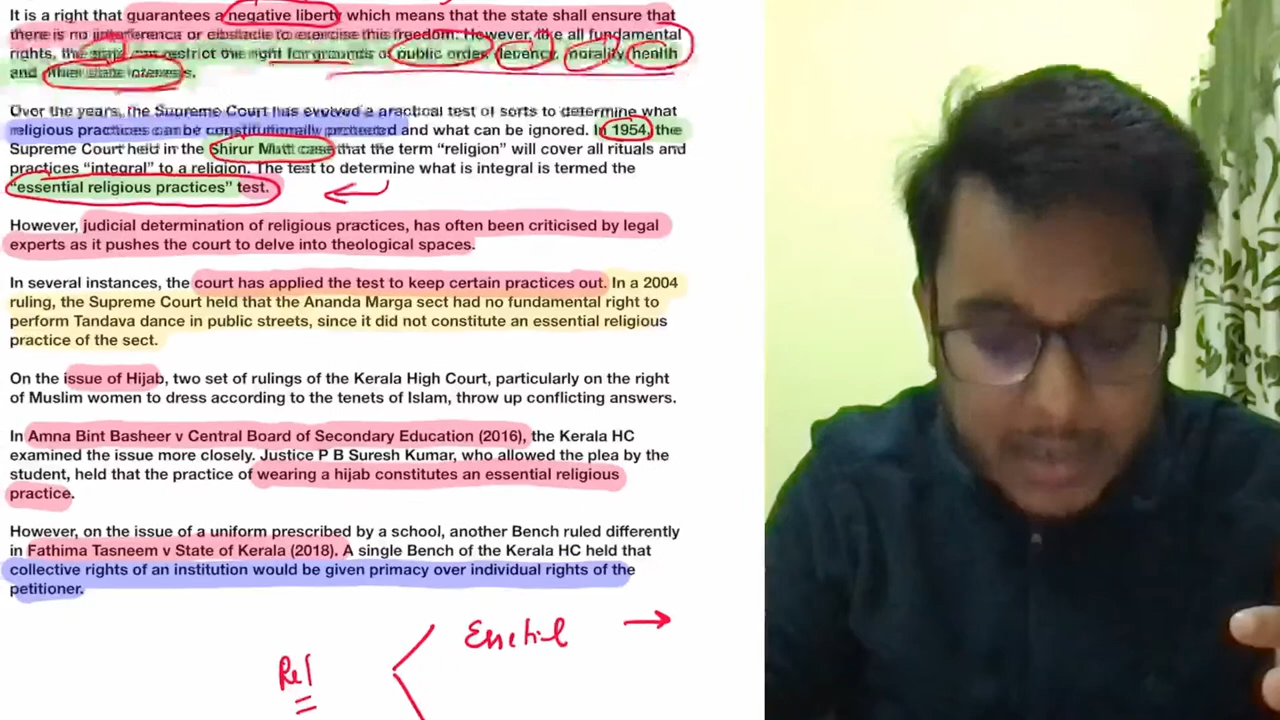 It is a right that guarantees a negative liberty which means that the state shall ensure that
there is no interference or obstacle to exercise this freedom. However, like all fundamental
rights, the state can restrict the right for grounds of public order, decency, morality, health
and other state interests.
Over the years, the Supreme Court has evolved a practical test of sorts to determine what
religious practices can be constitutionally protected and what can be ignored. In 1954, the
Supreme Court held in the Shirur Mutt case that the term “religion” will cover all rituals and
practices “integral” to a religion. The test to determine what is integral is termed the
“essential religious practices” test.
However, judicial determination of religious practices, has often been criticised by legal
experts as it pushes the court to delve into theological spaces.
In several instances, the court has applied the test to keep certain practices out. In a 2004
ruling, the Supreme Court held that the Ananda Marga sect had no fundamental right to
perform Tandava dance in public streets, since it did not constitute an essential religious
practice of the sect.
On the issue of Hijab, two set of rulings of the Kerala High Court, particularly on the right
of Muslim women to dress according to the tenets of Islam, throw up conflicting answers.
In Amna Bint Basheer v Central Board of Secondary Education (2016), the Kerala HC
examined the issue more closely. Justice P B Suresh Kumar, who allowed the plea by the
student, held that the practice of wearing a hijab constitutes an essential religious
practice.
However, on the issue of a uniform prescribed by a school, another Bench ruled differently
in Fathima Tasneem v State of Kerala (2018). A single Bench of the Kerala HC held that
collective rights of an institution would be given primacy over individual rights of the
petitioner.
Rel